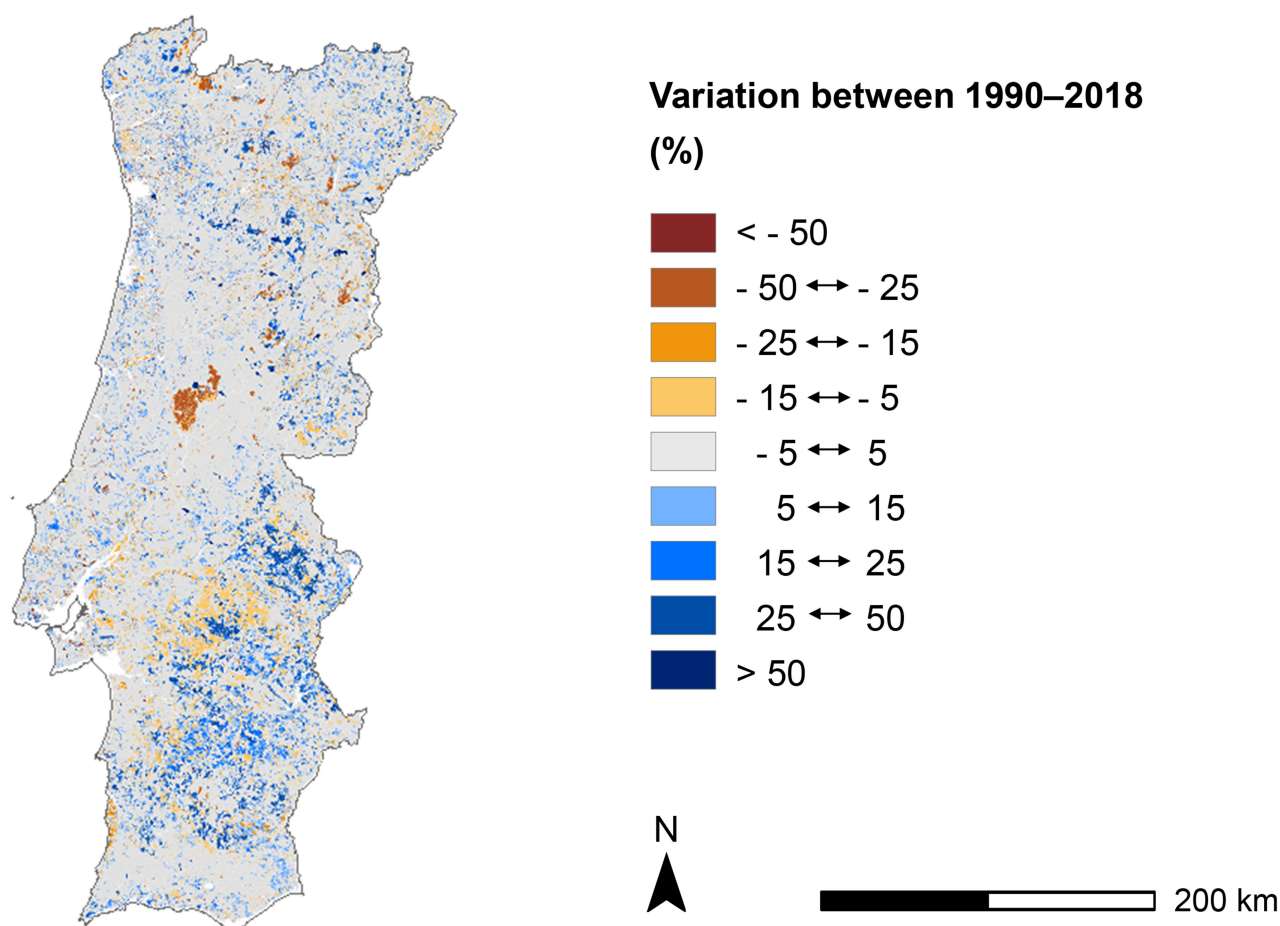 Variation between 1990–2018
(%)
< - 50
- 50 ↔ - 25
- 25 ↔ - 15
- 15 ↔ - 5
- 5 ↔ 5
5 ↔ 15
15 ↔ 25
25 ↔ 50
> 50
N
200 km